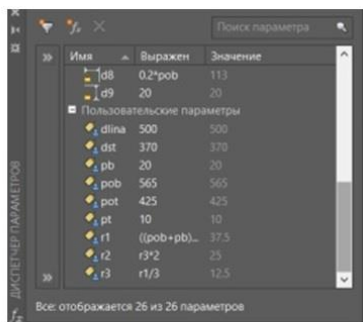 Поиск параметра
Имя Выражен Значение
d8 0.2*pob 113
d9 20 20
Пользовательские параметры
dlina 500 500
dst 370 370
pb 20 20
pob 565 565
pot 425 425
pt 10 10
r1 ((pob+pb)... 37.5
r2 r3*2 25
r3 r1/3 12.5
Все: отображается 26 из 26 параметров
ДИСПЕТЧЕР ПАРАМЕТРОВ